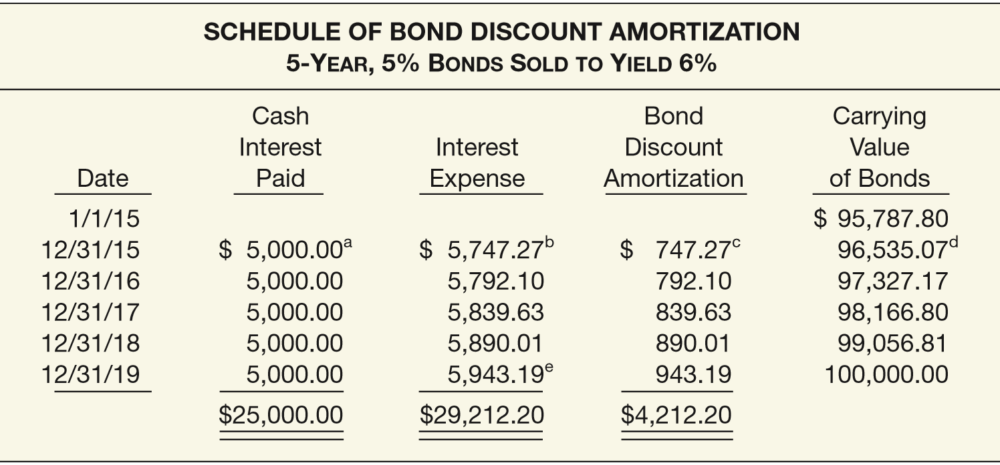 SCHEDULE OF BOND DISCOUNT AMORTIZATION
5-YEAR, 5% BONDS SOLD TO YIELD 6%
Cash Bond Carrying
Interest Interest Discount Value
Date Paid Expense Amortization of Bonds
1/1/15 $ 95,787.80
12/31/15 $ 5,000.00a $ 5,747.27b $ 747.27c 96,535.07d
12/31/16 5,000.00 5,792.10 792.10 97,327.17
12/31/17 5,000.00 5,839.63 839.63 98,166.80
12/31/18 5,000.00 5,890.01 890.01 99,056.81
12/31/19 5,000.00 5,943.19e 943.19 100,000.00
$25,000.00 $29,212.20 $4,212.20